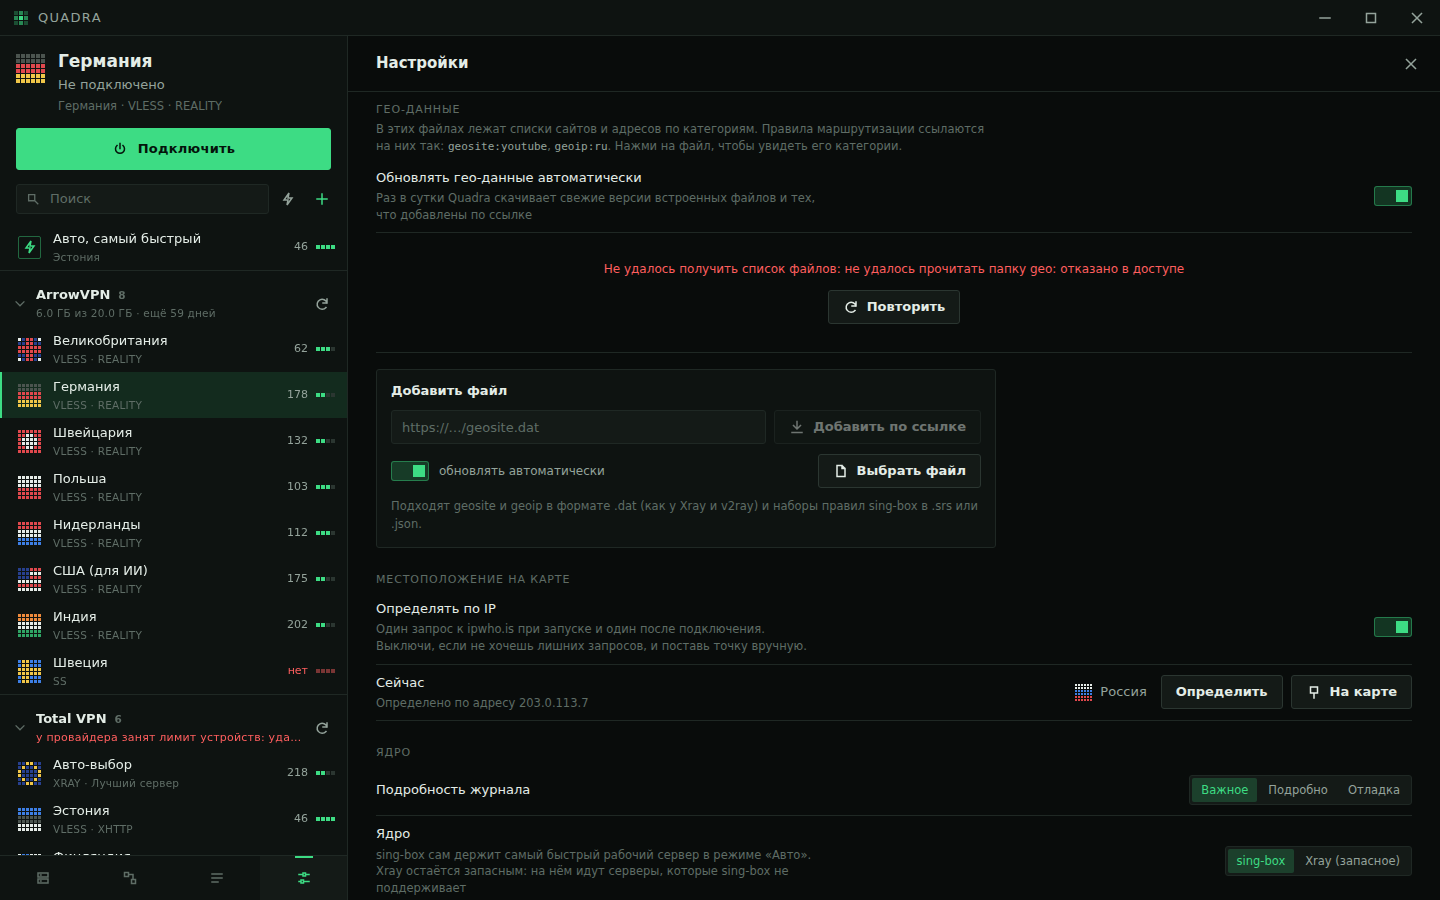 QUADRA
Германия
Не подключено
Германия · VLESS · REALITY
Подключить
Поиск
Авто, самый быстрый
Эстония
46
ArrowVPN 8
6.0 ГБ из 20.0 ГБ · ещё 59 дней
Великобритания
VLESS · REALITY
62
Германия
VLESS · REALITY
178
Швейцария
VLESS · REALITY
132
Польша
VLESS · REALITY
103
Нидерланды
VLESS · REALITY
112
США (для ИИ)
VLESS · REALITY
175
Индия
VLESS · REALITY
202
Швеция
SS
нет
Total VPN 6
у провайдера занят лимит устройств: уда...
Авто-выбор
XRAY · Лучший сервер
218
Эстония
VLESS · XHTTP
46
Настройки
ГЕО-ДАННЫЕ
В этих файлах лежат списки сайтов и адресов по категориям. Правила маршрутизации ссылаются
на них так: geosite:youtube, geoip:ru. Нажми на файл, чтобы увидеть его категории.
Обновлять гео-данные автоматически
Раз в сутки Quadra скачивает свежие версии встроенных файлов и тех,
что добавлены по ссылке
Не удалось получить список файлов: не удалось прочитать папку geo: отказано в доступе
Повторить
Добавить файл
https://.../geosite.dat
Добавить по ссылке
обновлять автоматически
Выбрать файл
Подходят geosite и geoip в формате .dat (как у Xray и v2ray) и наборы правил sing-box в .srs или
.json.
МЕСТОПОЛОЖЕНИЕ НА КАРТЕ
Определять по IP
Один запрос к ipwho.is при запуске и один после подключения.
Выключи, если не хочешь лишних запросов, и поставь точку вручную.
Сейчас
Определено по адресу 203.0.113.7
Россия
Определить
На карте
ЯДРО
Подробность журнала
Важное
Подробно
Отладка
Ядро
sing-box сам держит самый быстрый рабочий сервер в режиме «Авто».
Xray остаётся запасным: на нём идут серверы, которые sing-box не
поддерживает
sing-box
Xray (запасное)